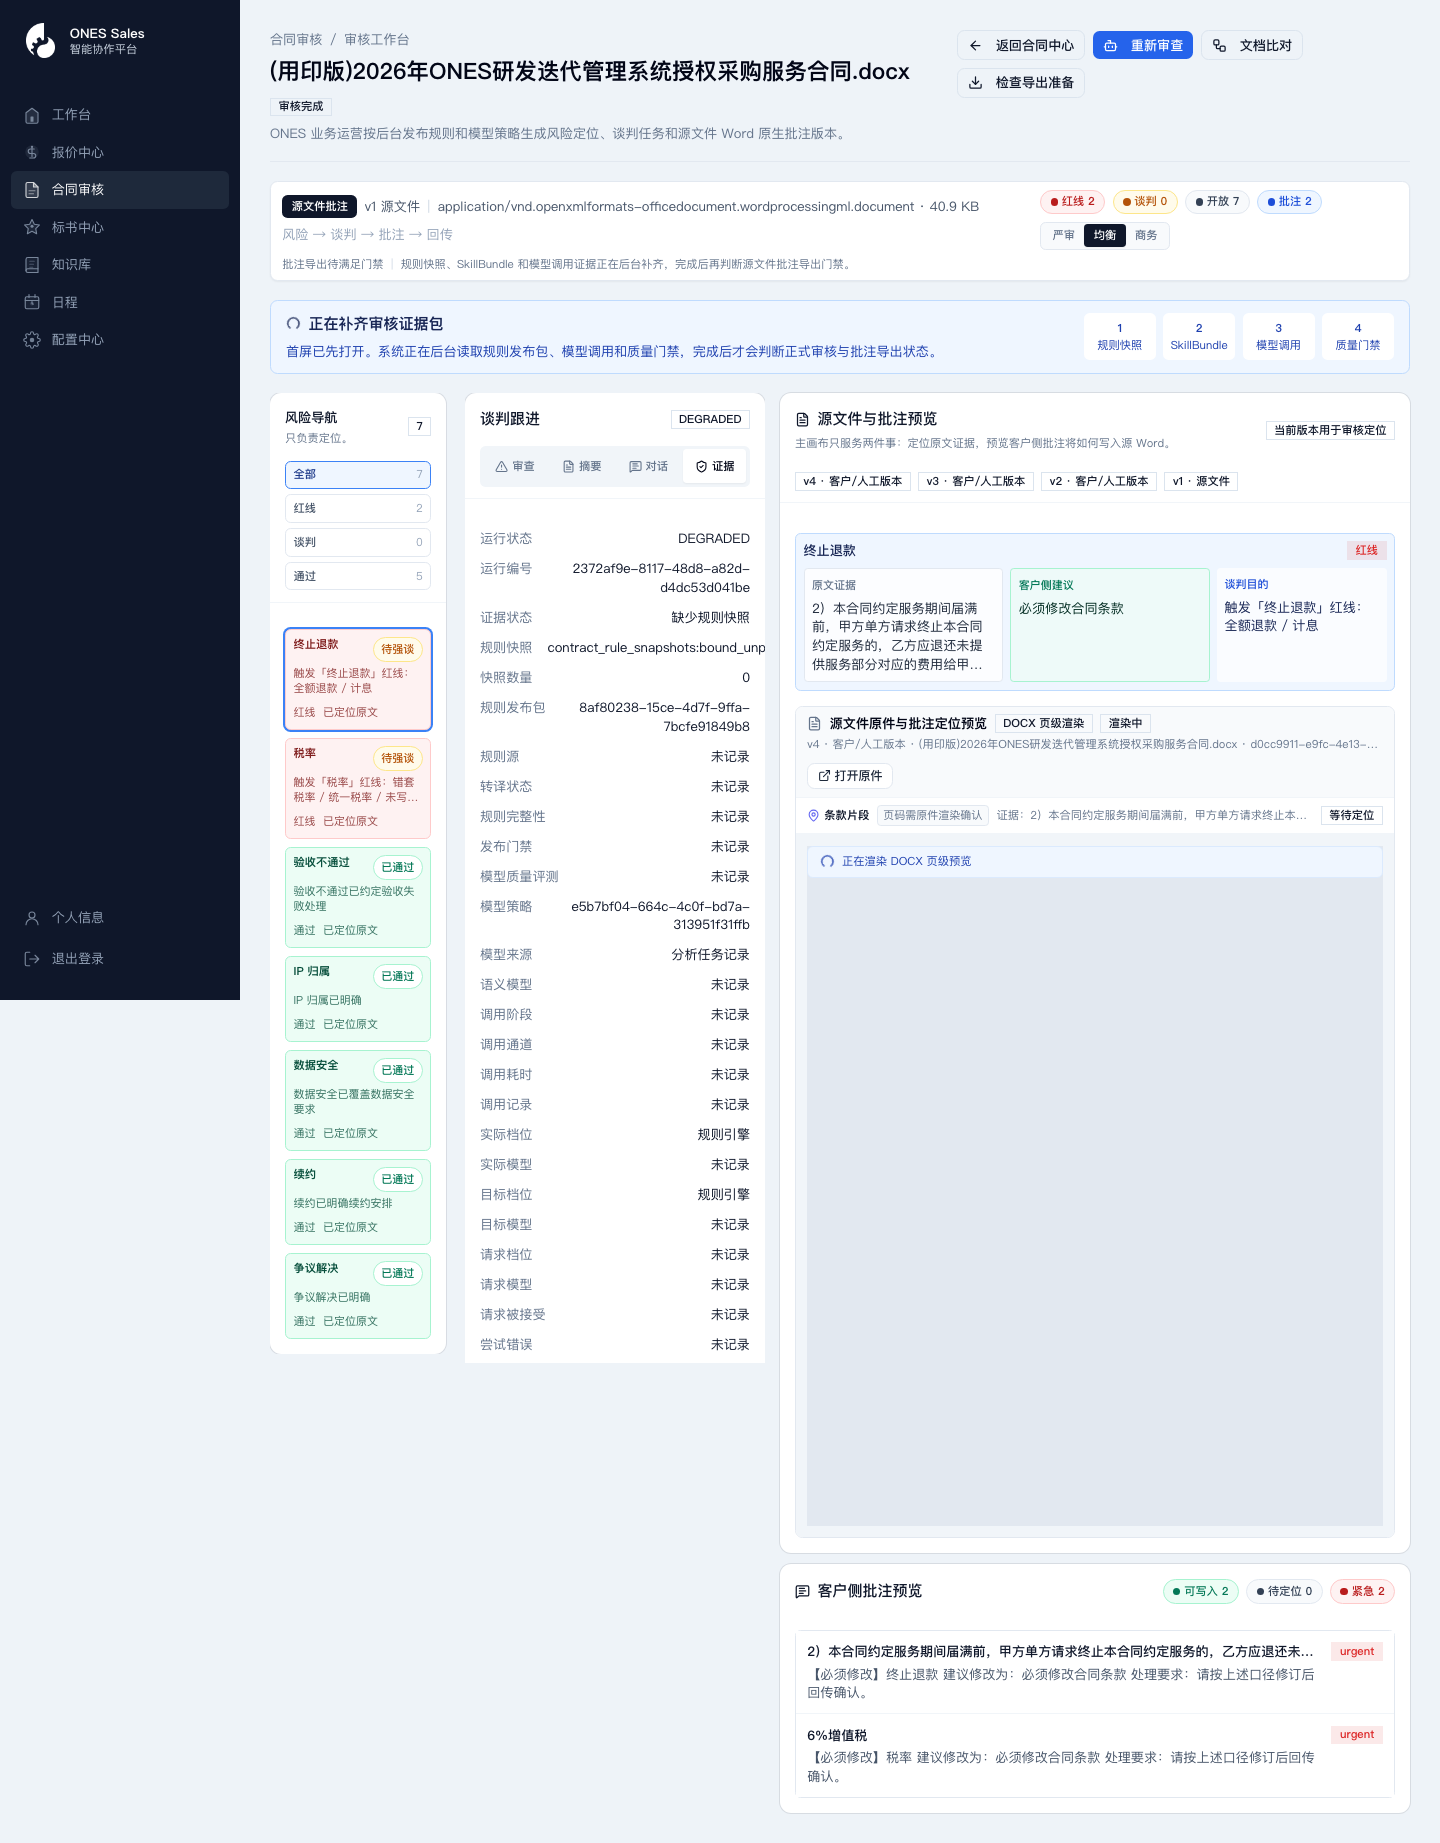 ONES Sales
智能协作平台
工作台
报价中心
合同审核
标书中心
知识库
日程
配置中心
个人信息
退出登录
合同审核 / 审核工作台
(用印版)2026年ONES研发迭代管理系统授权采购服务合同.docx
审核完成
ONES 业务运营按后台发布规则和模型策略生成风险定位、谈判任务和源文件 Word 原生批注版本。
返回合同中心
重新审查
文档比对
检查导出准备
源文件批注 v1 源文件 | application/vnd.openxmlformats-officedocument.wordprocessingml.document · 40.9 KB
风险 → 谈判 → 批注 → 回传
批注导出待满足门禁 | 规则快照、SkillBundle 和模型调用证据正在后台补齐，完成后再判断源文件批注导出门禁。
红线 2 谈判 0 开放 7 批注 2
严审 均衡 商务
正在补齐审核证据包
首屏已先打开。系统正在后台读取规则发布包、模型调用和质量门禁，完成后才会判断正式审核与批注导出状态。
1
规则快照
2
SkillBundle
3
模型调用
4
质量门禁
风险导航
只负责定位。
7
全部 7
红线 2
谈判 0
通过 5
终止退款 待强谈
触发「终止退款」红线：
全额退款 / 计息
红线 已定位原文
税率 待强谈
触发「税率」红线：错套
税率 / 统一税率 / 未写…
红线 已定位原文
验收不通过 已通过
验收不通过已约定验收失
败处理
通过 已定位原文
IP 归属 已通过
IP 归属已明确
通过 已定位原文
数据安全 已通过
数据安全已覆盖数据安全
要求
通过 已定位原文
续约 已通过
续约已明确续约安排
通过 已定位原文
争议解决 已通过
争议解决已明确
通过 已定位原文
谈判跟进 DEGRADED
审查 摘要 对话 证据
运行状态 DEGRADED
运行编号 2372af9e-8117-48d8-a82d-
d4dc53d041be
证据状态 缺少规则快照
规则快照 contract_rule_snapshots:bound_unp
快照数量 0
规则发布包 8af80238-15ce-4d7f-9ffa-
7bcfe91849b8
规则源 未记录
转译状态 未记录
规则完整性 未记录
发布门禁 未记录
模型质量评测 未记录
模型策略 e5b7bf04-664c-4c0f-bd7a-
313951f31ffb
模型来源 分析任务记录
语义模型 未记录
调用阶段 未记录
调用通道 未记录
调用耗时 未记录
调用记录 未记录
实际档位 规则引擎
实际模型 未记录
目标档位 规则引擎
目标模型 未记录
请求档位 未记录
请求模型 未记录
请求被接受 未记录
尝试错误 未记录
源文件与批注预览
主画布只服务两件事：定位原文证据，预览客户侧批注将如何写入源 Word。
当前版本用于审核定位
v4 · 客户/人工版本 v3 · 客户/人工版本 v2 · 客户/人工版本 v1 · 源文件
终止退款 红线
原文证据
2）本合同约定服务期间届满
前，甲方单方请求终止本合同
约定服务的，乙方应退还未提
供服务部分对应的费用给甲…
客户侧建议
必须修改合同条款
谈判目的
触发「终止退款」红线：
全额退款 / 计息
源文件原件与批注定位预览 DOCX 页级渲染 渲染中
v4 · 客户/人工版本 · (用印版)2026年ONES研发迭代管理系统授权采购服务合同.docx · d0cc9911-e9fc-4e13-…
打开原件
条款片段 页码需原件渲染确认 证据：2）本合同约定服务期间届满前，甲方单方请求终止本… 等待定位
正在渲染 DOCX 页级预览
客户侧批注预览
可写入 2 待定位 0 紧急 2
2）本合同约定服务期间届满前，甲方单方请求终止本合同约定服务的，乙方应退还未… urgent
【必须修改】终止退款 建议修改为：必须修改合同条款 处理要求：请按上述口径修订后
回传确认。
6%增值税 urgent
【必须修改】税率 建议修改为：必须修改合同条款 处理要求：请按上述口径修订后回传
确认。